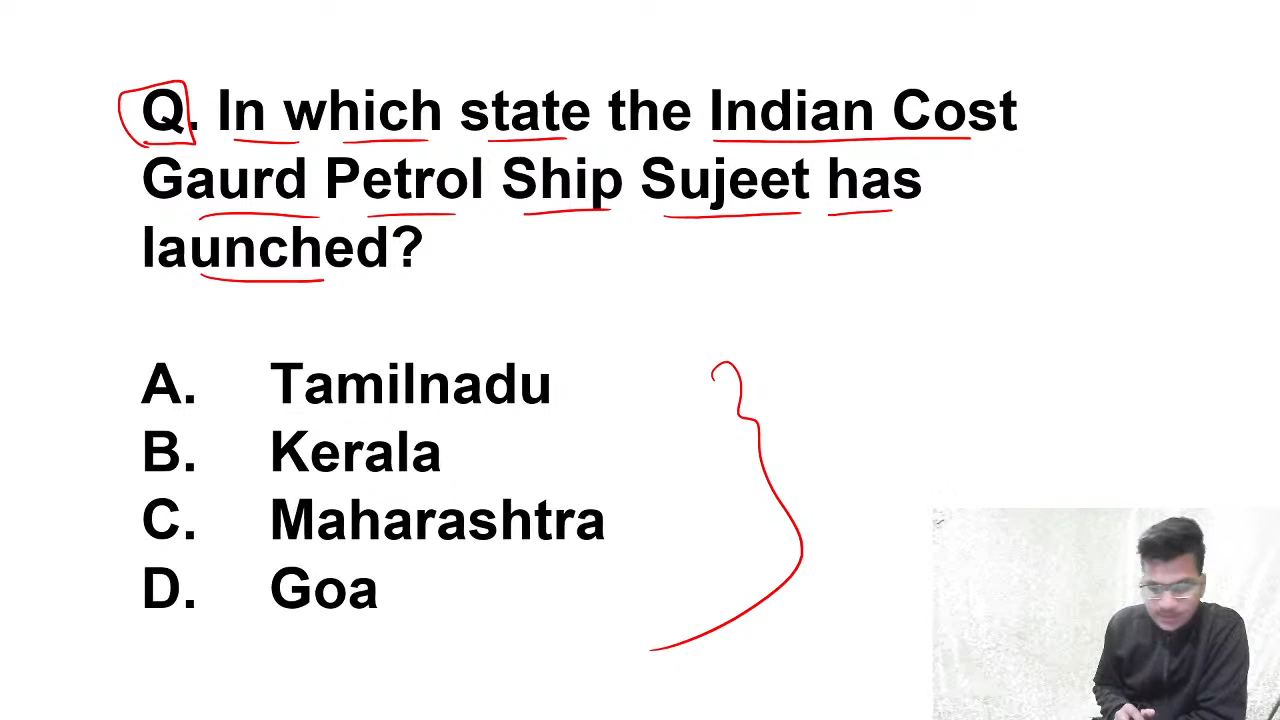 Q. In which state the Indian Cost
Gaurd Petrol Ship Sujeet has
launched?
A. Tamilnadu
B. Kerala
C. Maharashtra
D. Goa